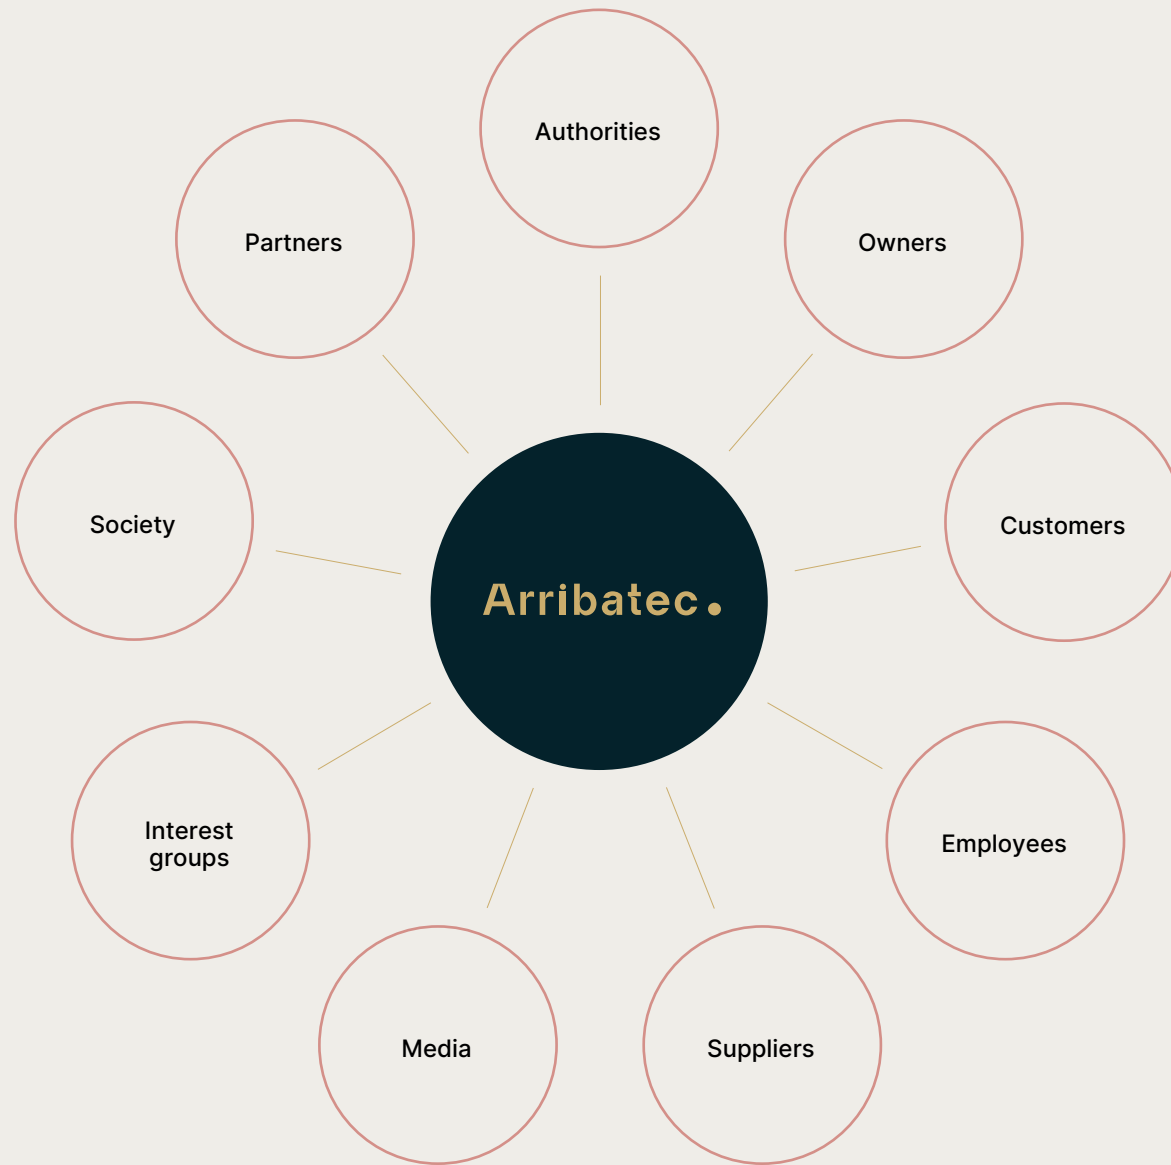 Authorities
Partners
Owners
Society
Customers
Arribatec.
Interest
groups
Employees
Media
Suppliers